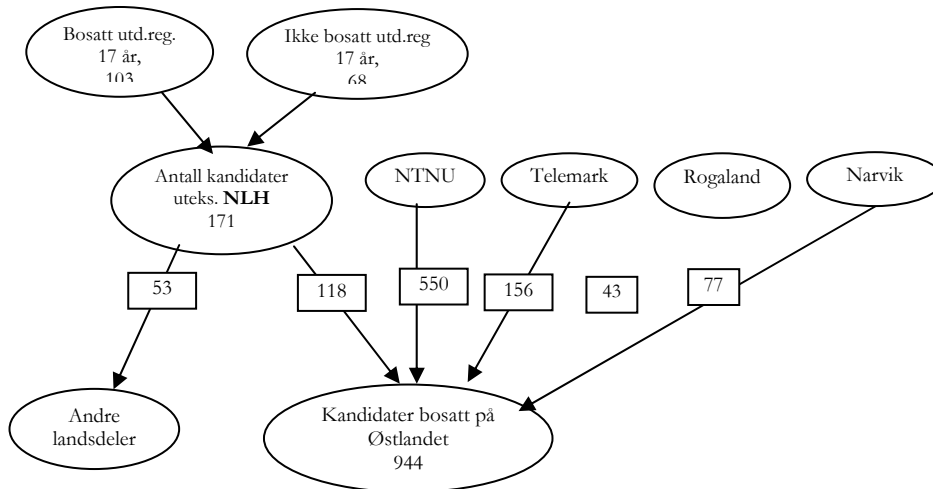 Bosatt utd.reg.
17 år,
103
Ikke bosatt utd.reg
17 år,
68
Antall kandidater
uteks. NLH
171
NTNU
Telemark
Rogaland
Narvik
53
118
550
156
43
77
Andre
landsdeler
Kandidater bosatt på
Østlandet
944